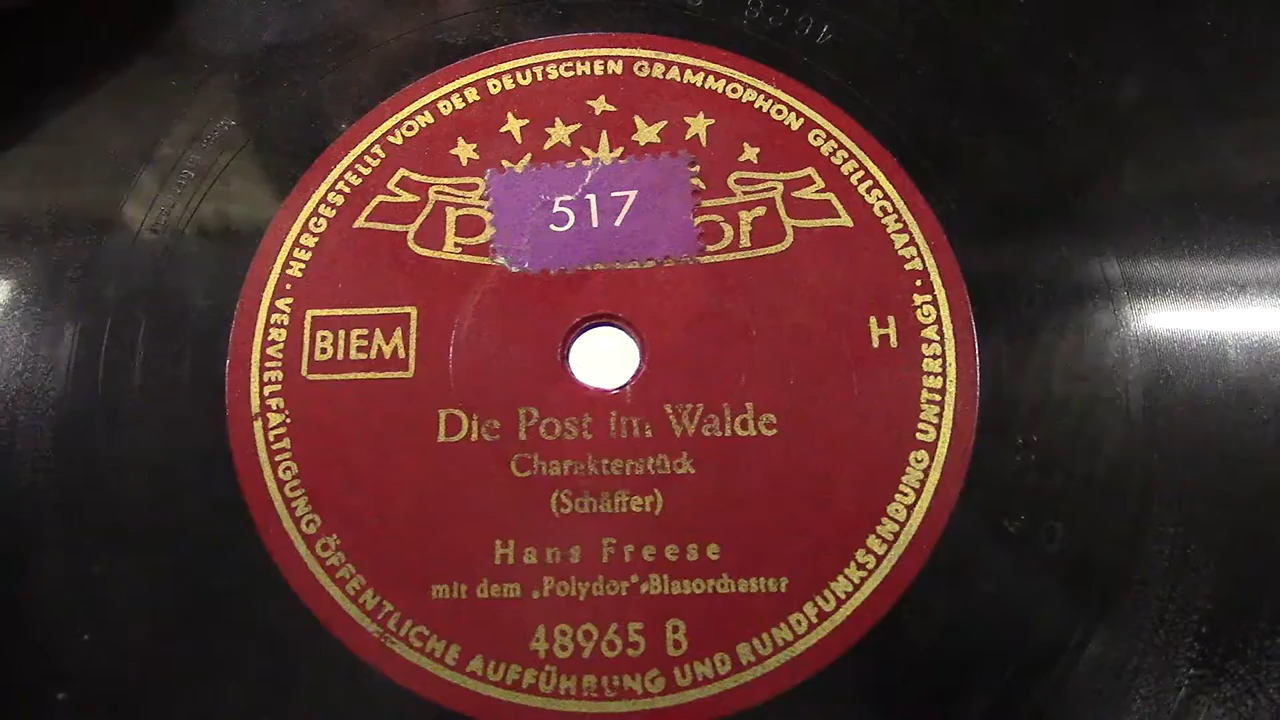 HERGESTELLT VON DER DEUTSCHEN GRAMMOPHON GESELLSCHAFT · VERVIELFÄLTIGUNG ÖFFENTLICHE AUFFÜHRUNG UND RUNDFUNKSENDUNG UNTERSAGT ·
517
BIEM
H
Die Post im Walde
Charakterstück
(Schäffer)
Hans Freese
mit dem „Polydor"-Blasorchester
48965 B